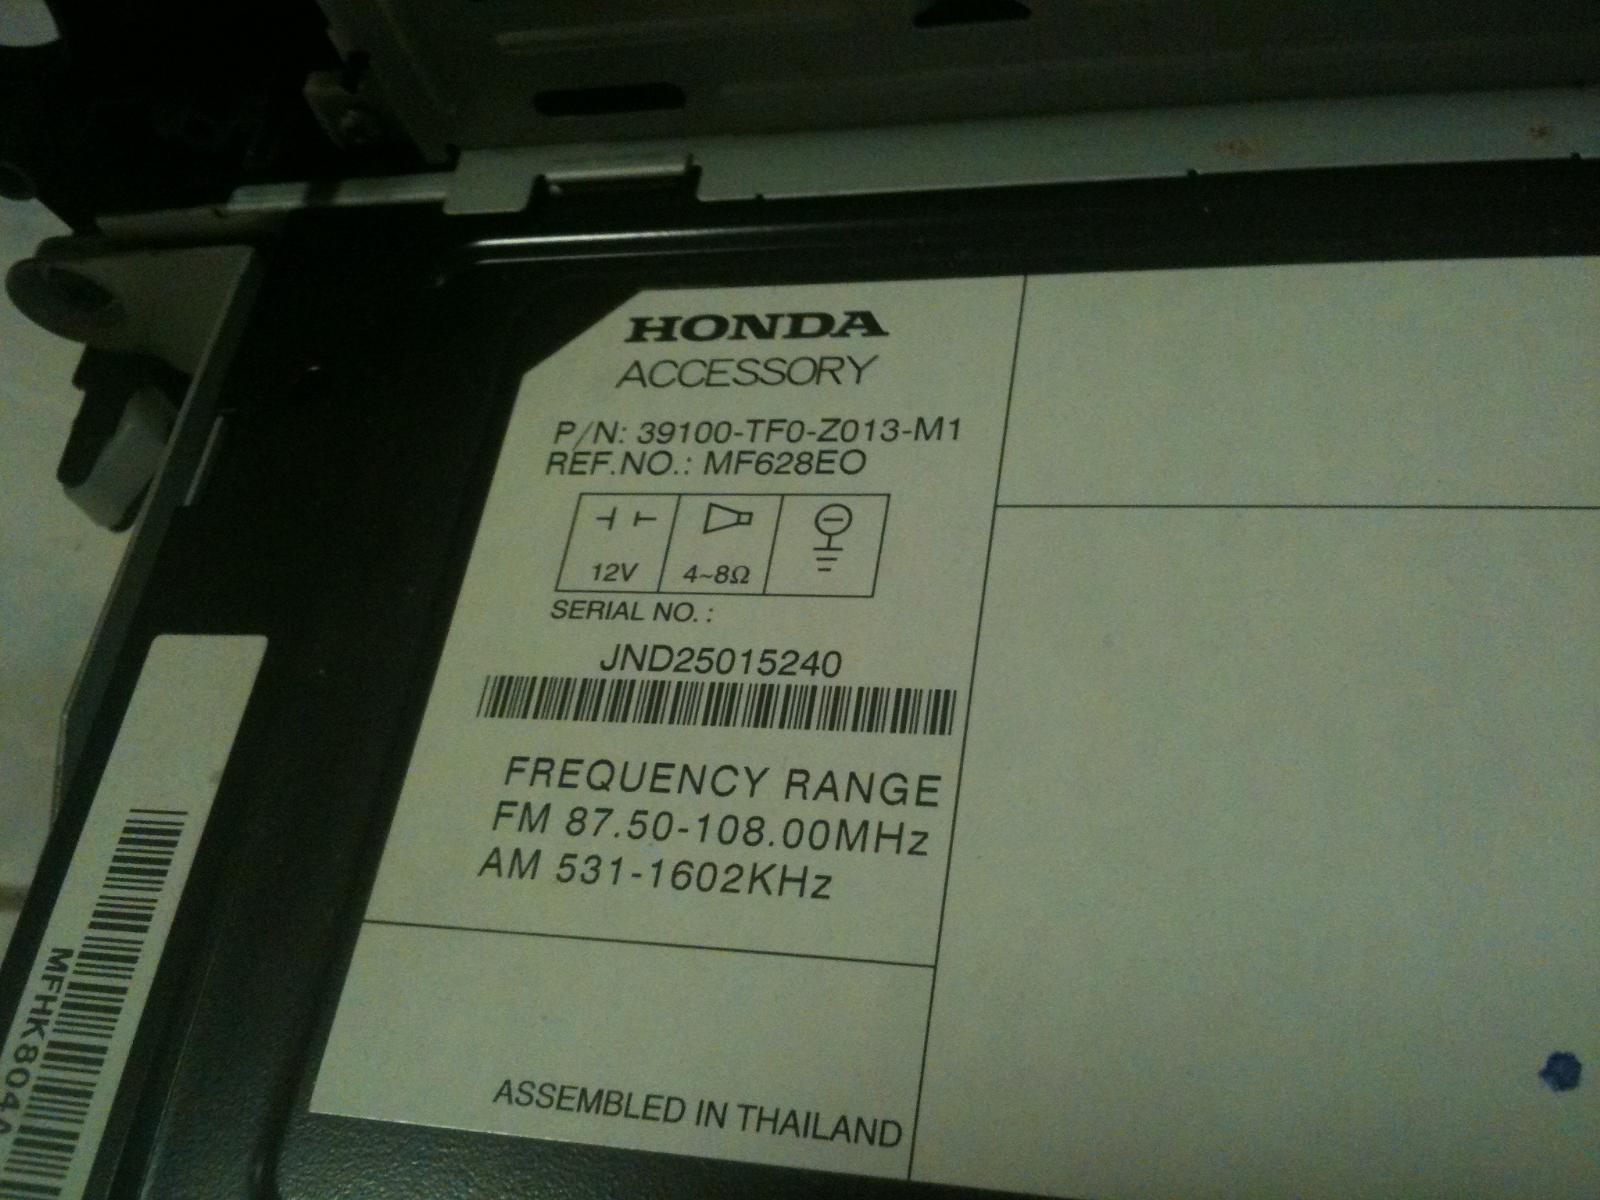 HONDA
ACCESSORY
P/N: 39100-TF0-Z013-M1
REF.NO.: MF628EO
12V
4~8Ω
SERIAL NO. :
JND25015240
FREQUENCY RANGE
FM 87.50-108.00MHz
AM 531-1602KHz
ASSEMBLED IN THAILAND
MFHK804